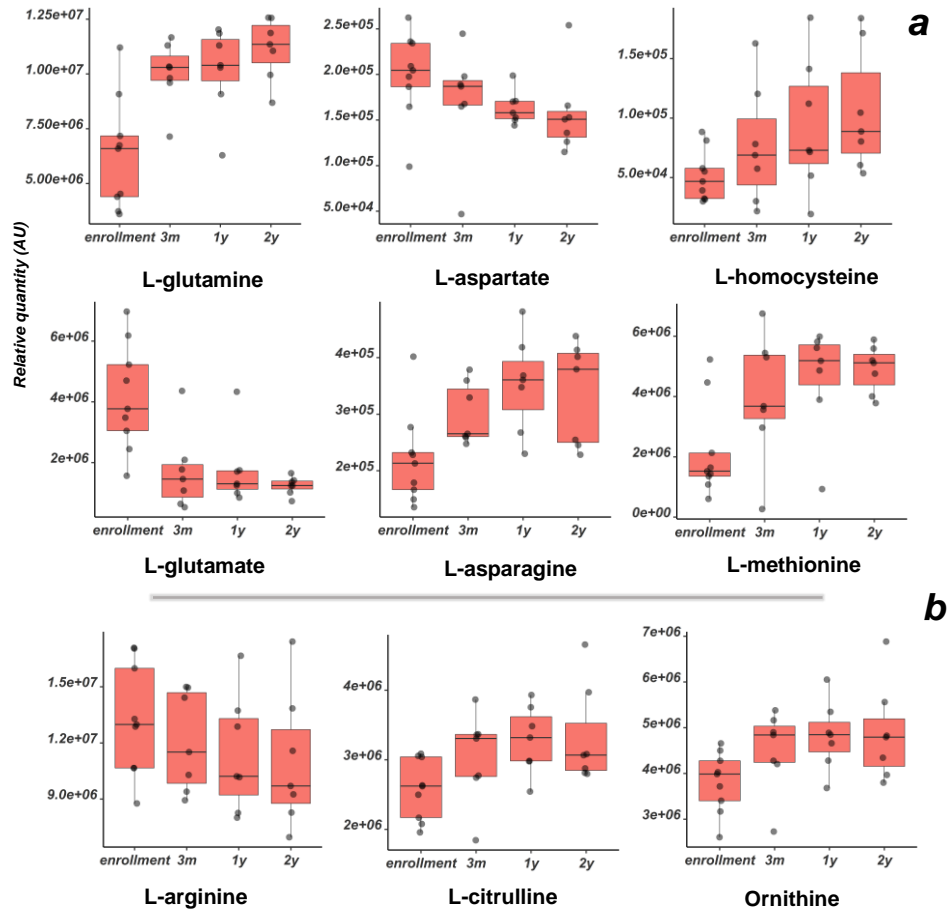 a
Relative quantity (AU)
1.25e+07
1.00e+07
7.50e+06
5.00e+06
enrollment 3m 1y 2y
L-glutamine
2.5e+05
2.0e+05
1.5e+05
1.0e+05
5.0e+04
enrollment 3m 1y 2y
L-aspartate
1.5e+05
1.0e+05
5.0e+04
enrollment 3m 1y 2y
L-homocysteine
6e+06
4e+06
2e+06
enrollment 3m 1y 2y
L-glutamate
4e+05
3e+05
2e+05
enrollment 3m 1y 2y
L-asparagine
6e+06
4e+06
2e+06
0e+00
enrollment 3m 1y 2y
L-methionine
b
1.5e+07
1.2e+07
9.0e+06
enrollment 3m 1y 2y
L-arginine
4e+06
3e+06
2e+06
enrollment 3m 1y 2y
L-citrulline
7e+06
6e+06
5e+06
4e+06
3e+06
enrollment 3m 1y 2y
Ornithine